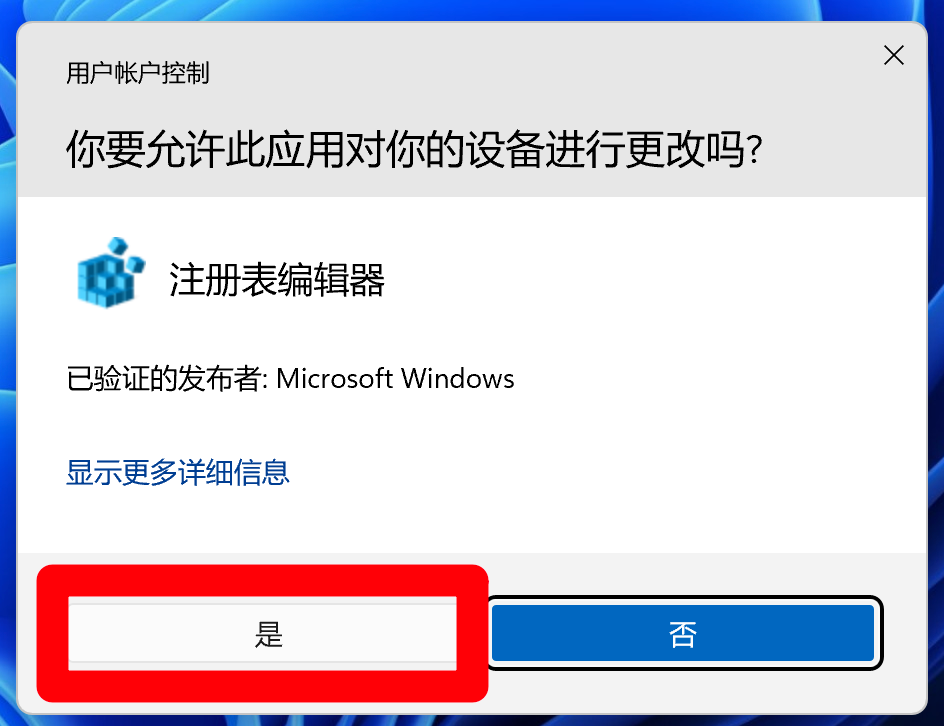 用户帐户控制
你要允许此应用对你的设备进行更改吗?
注册表编辑器
已验证的发布者: Microsoft Windows
显示更多详细信息
是
否